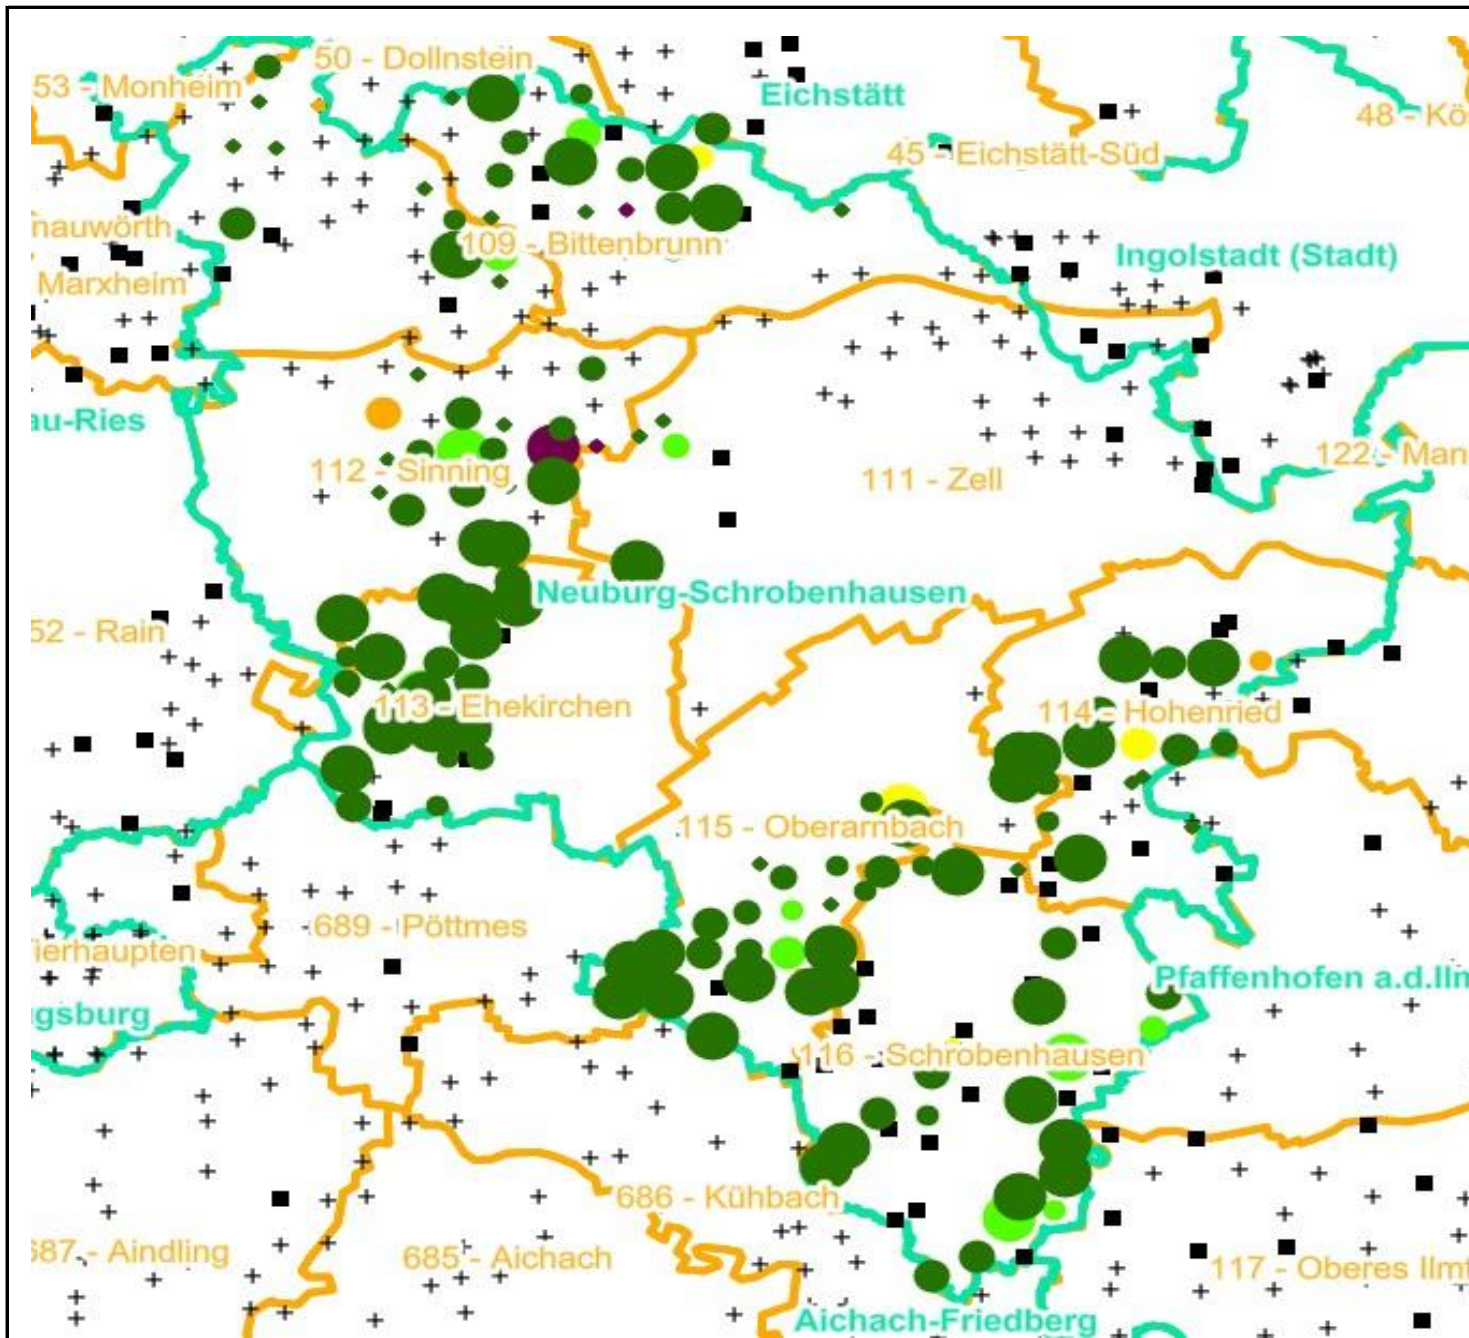 50 - Dollnstein
53 - Monheim
Eichstätt
48 - Kö
45 - Eichstätt-Süd
nauwörth
109 - Bittenbrunn
Ingolstadt (Stadt)
Marxheim
au-Ries
122 - Man
112 - Sinning
111 - Zell
Neuburg-Schrobenhausen
52 - Rain
113 - Ehekirchen
114 - Hohenried
115 - Oberarnbach
689 - Pöttmes
ierhaupten
Pfaffenhofen a.d.Ilm
gsburg
116 - Schrobenhausen
686 - Kühbach
687 - Aindling
685 - Aichach
117 - Oberes Ilmt
Aichach-Friedberg